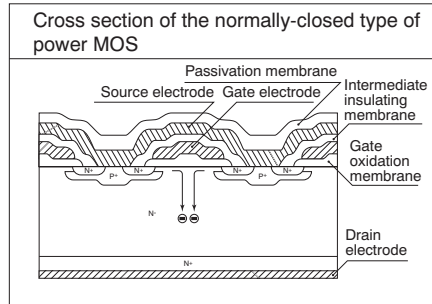 Cross section of the normally-closed type of
power MOS
Passivation membrane
Source electrode
Gate electrode
Intermediate
insulating
membrane
Gate
oxidation
membrane
N+
N+
N+
N+
P+
P+
N-
Drain
electrode
N+